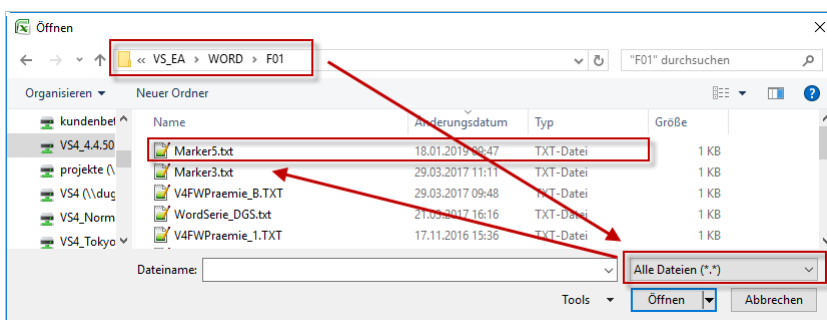 Öffnen
« VS_EA › WORD › F01
"F01" durchsuchen
Organisieren
Neuer Ordner
Name Änderungsdatum Typ Größe
kundenbet
VS4_4.4.50
projekte (\
VS4 (\\dug
VS4_Norm
VS4_Tokyo
Marker5.txt 18.01.2019 09:47 TXT-Datei 1 KB
Marker3.txt 29.03.2017 11:11 TXT-Datei 1 KB
V4FWPraemie_B.TXT 29.03.2017 09:48 TXT-Datei 1 KB
WordSerie_DGS.txt 21.03.2017 16:16 TXT-Datei 1 KB
V4FWPraemie_1.TXT 17.11.2016 15:36 TXT-Datei 1 KB
Dateiname:
Alle Dateien (*.*)
Tools Öffnen Abbrechen